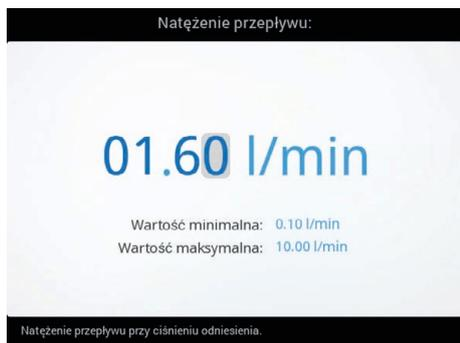 Natężenie przepływu:
01.60 l/min
Wartość minimalna: 0.10 l/min
Wartość maksymalna: 10.00 l/min
Natężenie przepływu przy ciśnieniu odniesienia.